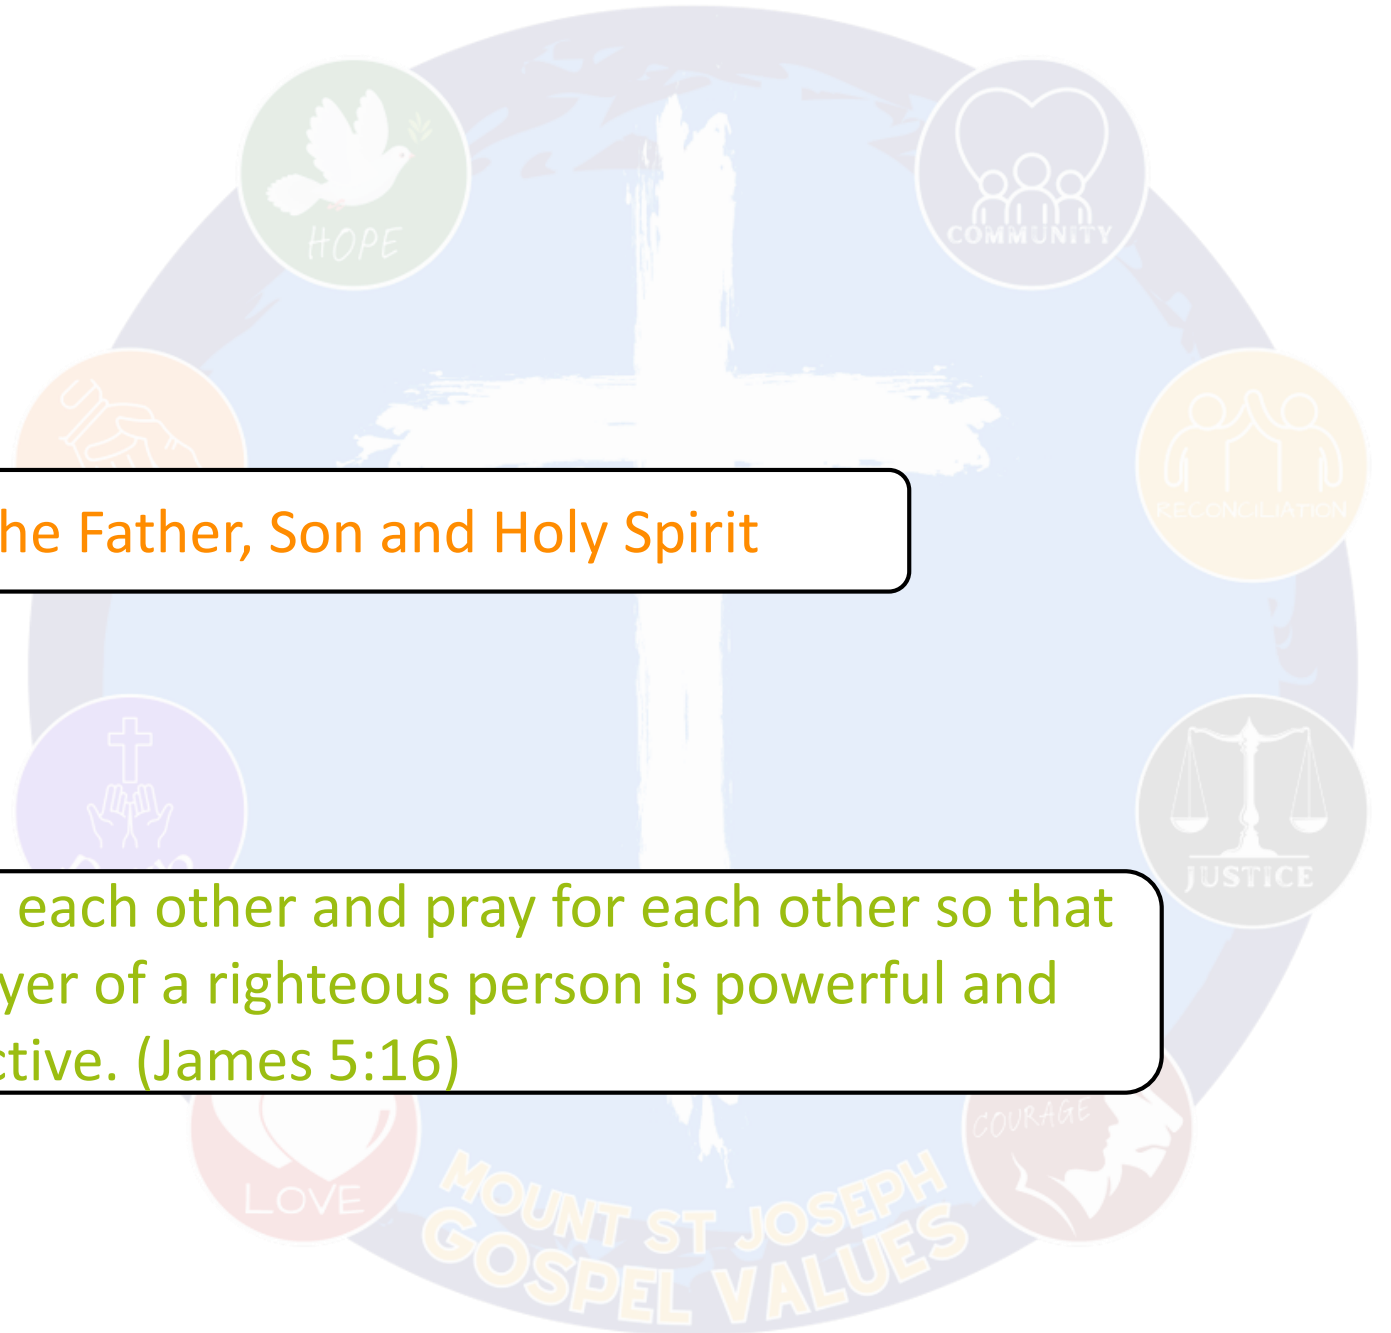 HOPE
COMMUNITY
RECONCILIATION
he Father, Son and Holy Spirit
JUSTICE
each other and pray for each other so that
yer of a righteous person is powerful and
ctive. (James 5:16)
COURAGE
LOVE
MOUNT ST JOSEPH
GOSPEL VALUES